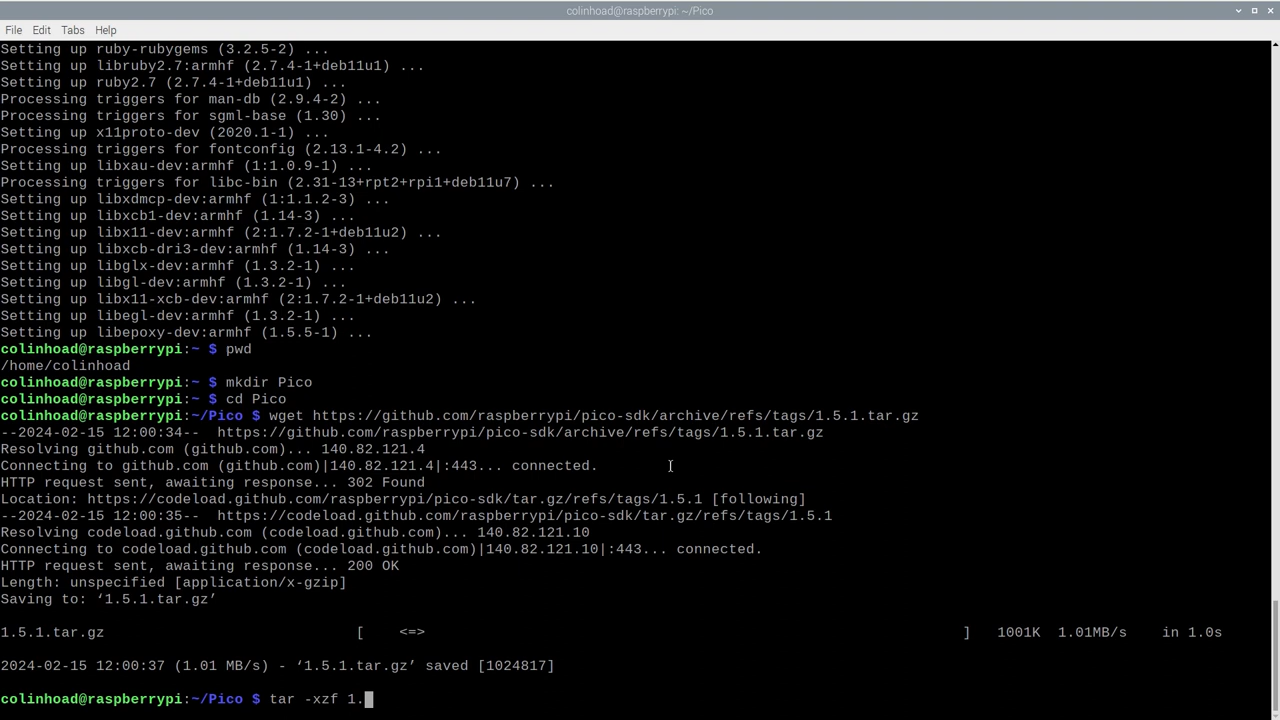 colinhoad@raspberrypi: ~/Pico
File Edit Tabs Help
Setting up ruby-rubygems (3.2.5-2) ...
Setting up libruby2.7:armhf (2.7.4-1+deb11u1) ...
Setting up ruby2.7 (2.7.4-1+deb11u1) ...
Processing triggers for man-db (2.9.4-2) ...
Processing triggers for sgml-base (1.30) ...
Setting up x11proto-dev (2020.1-1) ...
Processing triggers for fontconfig (2.13.1-4.2) ...
Setting up libxau-dev:armhf (1:1.0.9-1) ...
Processing triggers for libc-bin (2.31-13+rpt2+rpi1+deb11u7) ...
Setting up libxdmcp-dev:armhf (1:1.1.2-3) ...
Setting up libxcb1-dev:armhf (1.14-3) ...
Setting up libx11-dev:armhf (2:1.7.2-1+deb11u2) ...
Setting up libxcb-dri3-dev:armhf (1.14-3) ...
Setting up libglx-dev:armhf (1.3.2-1) ...
Setting up libgl-dev:armhf (1.3.2-1) ...
Setting up libx11-xcb-dev:armhf (2:1.7.2-1+deb11u2) ...
Setting up libegl-dev:armhf (1.3.2-1) ...
Setting up libepoxy-dev:armhf (1.5.5-1) ...
colinhoad@raspberrypi:~ $ pwd
/home/colinhoad
colinhoad@raspberrypi:~ $ mkdir Pico
colinhoad@raspberrypi:~ $ cd Pico
colinhoad@raspberrypi:~/Pico $ wget https://github.com/raspberrypi/pico-sdk/archive/refs/tags/1.5.1.tar.gz
--2024-02-15 12:00:34-- https://github.com/raspberrypi/pico-sdk/archive/refs/tags/1.5.1.tar.gz
Resolving github.com (github.com)... 140.82.121.4
Connecting to github.com (github.com)|140.82.121.4|:443... connected.
HTTP request sent, awaiting response... 302 Found
Location: https://codeload.github.com/raspberrypi/pico-sdk/tar.gz/refs/tags/1.5.1 [following]
--2024-02-15 12:00:35-- https://codeload.github.com/raspberrypi/pico-sdk/tar.gz/refs/tags/1.5.1
Resolving codeload.github.com (codeload.github.com)... 140.82.121.10
Connecting to codeload.github.com (codeload.github.com)|140.82.121.10|:443... connected.
HTTP request sent, awaiting response... 200 OK
Length: unspecified [application/x-gzip]
Saving to: ‘1.5.1.tar.gz’
1.5.1.tar.gz [ <=> ] 1001K 1.01MB/s in 1.0s
2024-02-15 12:00:37 (1.01 MB/s) - ‘1.5.1.tar.gz’ saved [1024817]
colinhoad@raspberrypi:~/Pico $ tar -xzf 1.